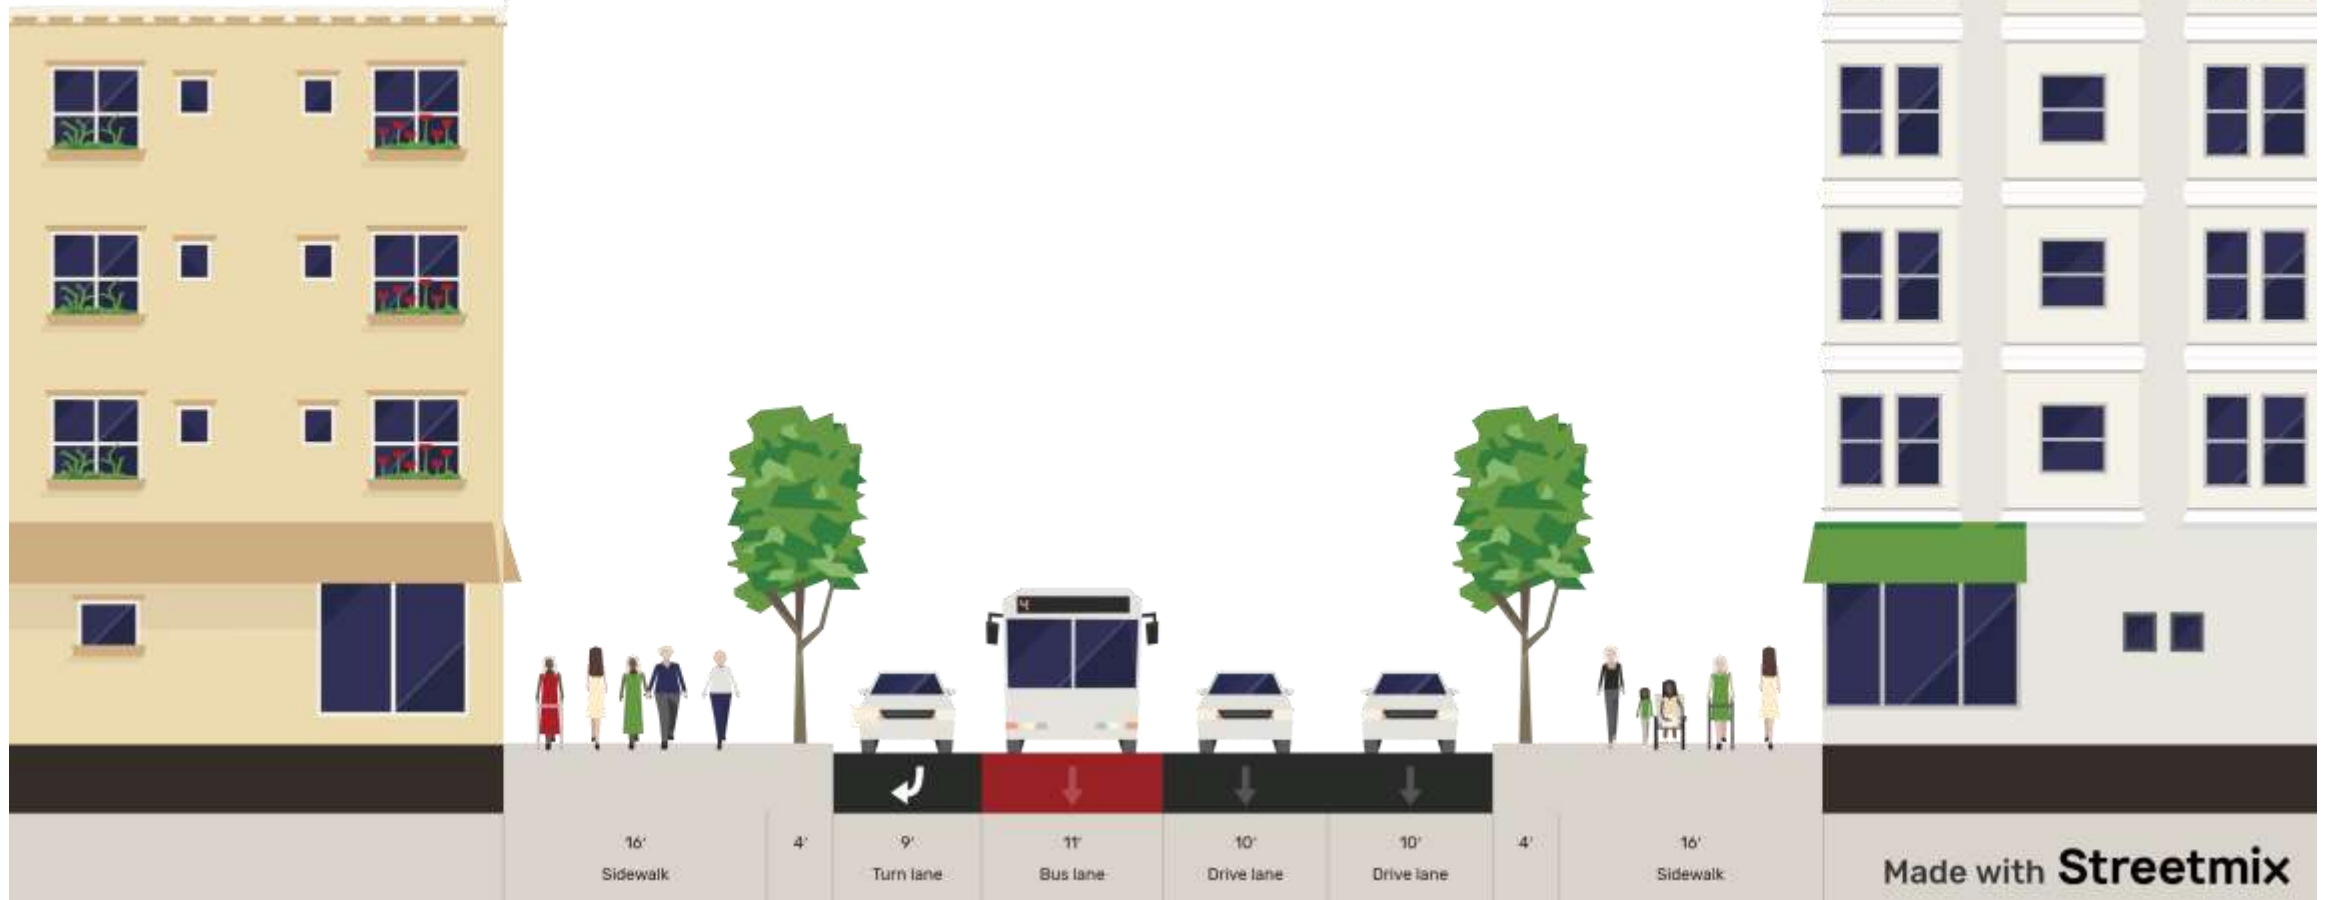 4
16' 4' 9' 11' 10' 10' 4' 16'
Sidewalk Turn lane Bus lane Drive lane Drive lane Sidewalk
Made with Streetmix